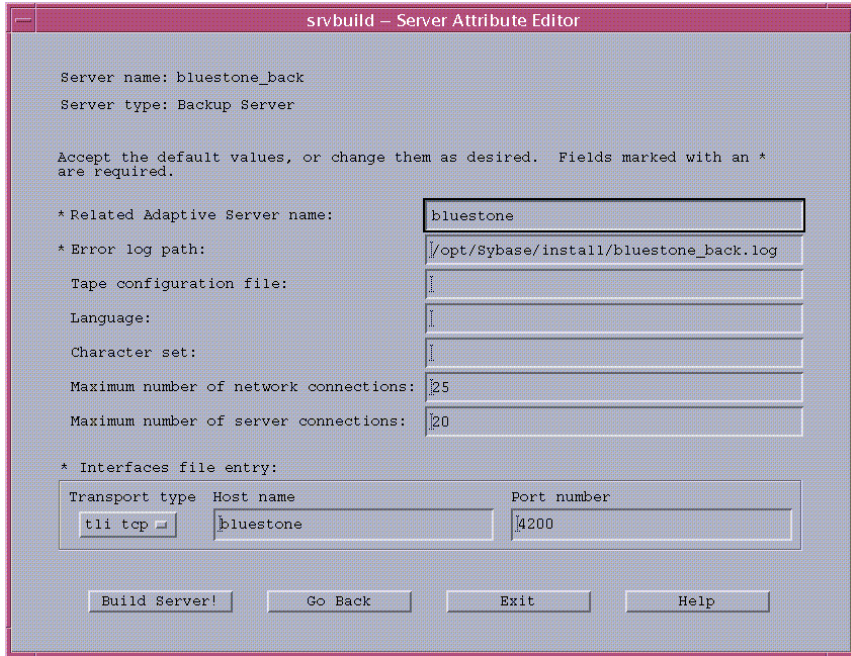 srvbuild – Server Attribute Editor
Server name: bluestone_back
Server type: Backup Server
Accept the default values, or change them as desired. Fields marked with an *
are required.
* Related Adaptive Server name: bluestone
* Error log path: /opt/Sybase/install/bluestone_back.log
Tape configuration file:
Language:
Character set:
Maximum number of network connections: 25
Maximum number of server connections: 20
* Interfaces file entry:
Transport type Host name Port number
tli tcp bluestone 4200
Build Server! Go Back Exit Help